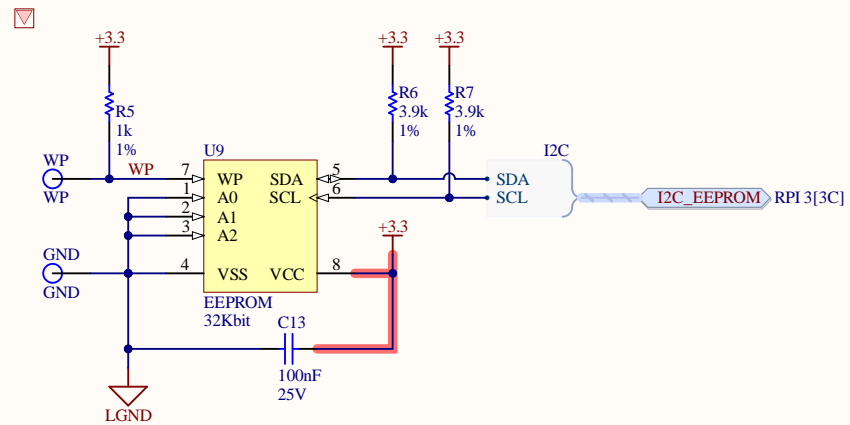 +3.3
+3.3
+3.3
R5
1k
1%
R6
3.9k
1%
R7
3.9k
1%
U9
I2C
WP
WP
WP
7
1
2
3
4
WP
A0
A1
A2
VSS
SDA
SCL
VCC
5
6
8
SDA
SCL
I2C_EEPROM
RPI 3[3C]
+3.3
GND
GND
EEPROM
32Kbit
C13
100nF
25V
LGND